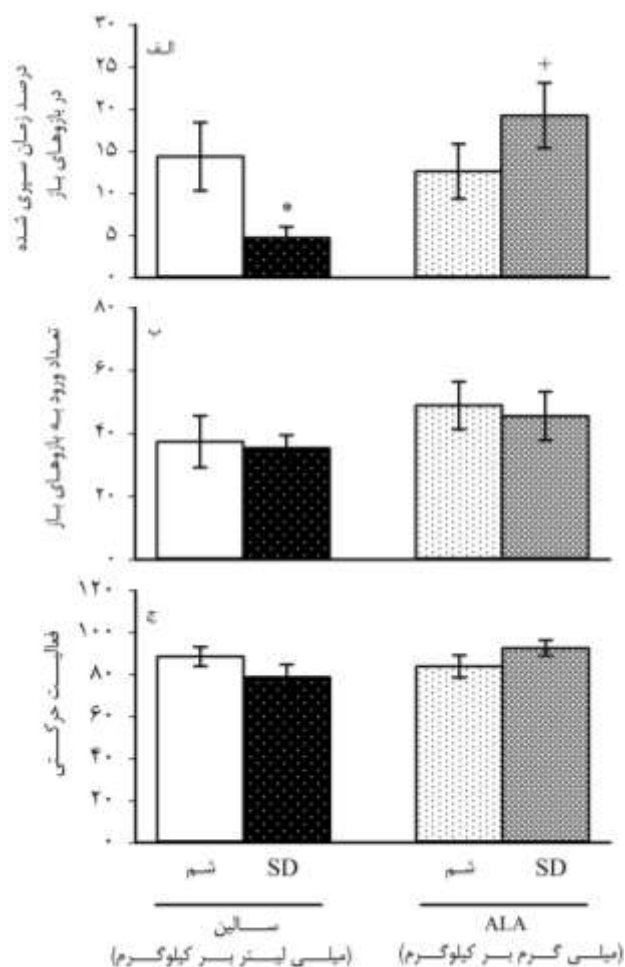 درصد زمان سپری شده
در بازوهای باز
الف
۳۰
۲۵
۲۰
۱۵
۱۰
۵
۰
*
+
تعداد ورود به بازوهای باز
ب
۸۰
۶۰
۴۰
۲۰
۰
فعالیت حرکتی
ج
۱۲۰
۱۰۰
۸۰
۶۰
۴۰
۲۰
۰
شم SD شم SD
سالین ALA
(میلی لیتر بر کیلوگرم) (میلی گرم بر کیلوگرم)